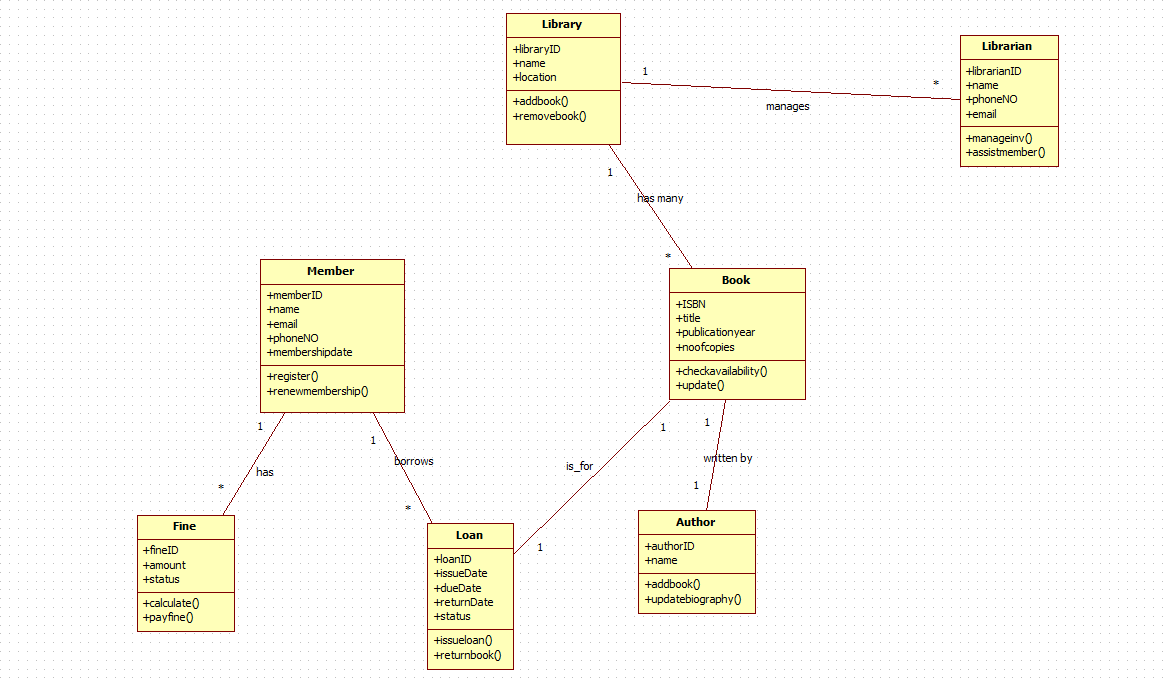 Library
+libraryID
+name
+location
+addbook()
+removebook()
1
*
manages
Librarian
+librarianID
+name
+phoneNO
+email
+manageinv()
+assistmember()
1
has many
*
Member
+memberID
+name
+email
+phoneNO
+membershipdate
+register()
+renewmembership()
Book
+ISBN
+title
+publicationyear
+noofcopies
+checkavailability()
+update()
1
has
*
1
borrows
*
1
is_for
1
1
written by
1
Fine
+fineID
+amount
+status
+calculate()
+payfine()
Loan
+loanID
+issueDate
+dueDate
+returnDate
+status
+issueloan()
+returnbook()
Author
+authorID
+name
+addbook()
+updatebiography()